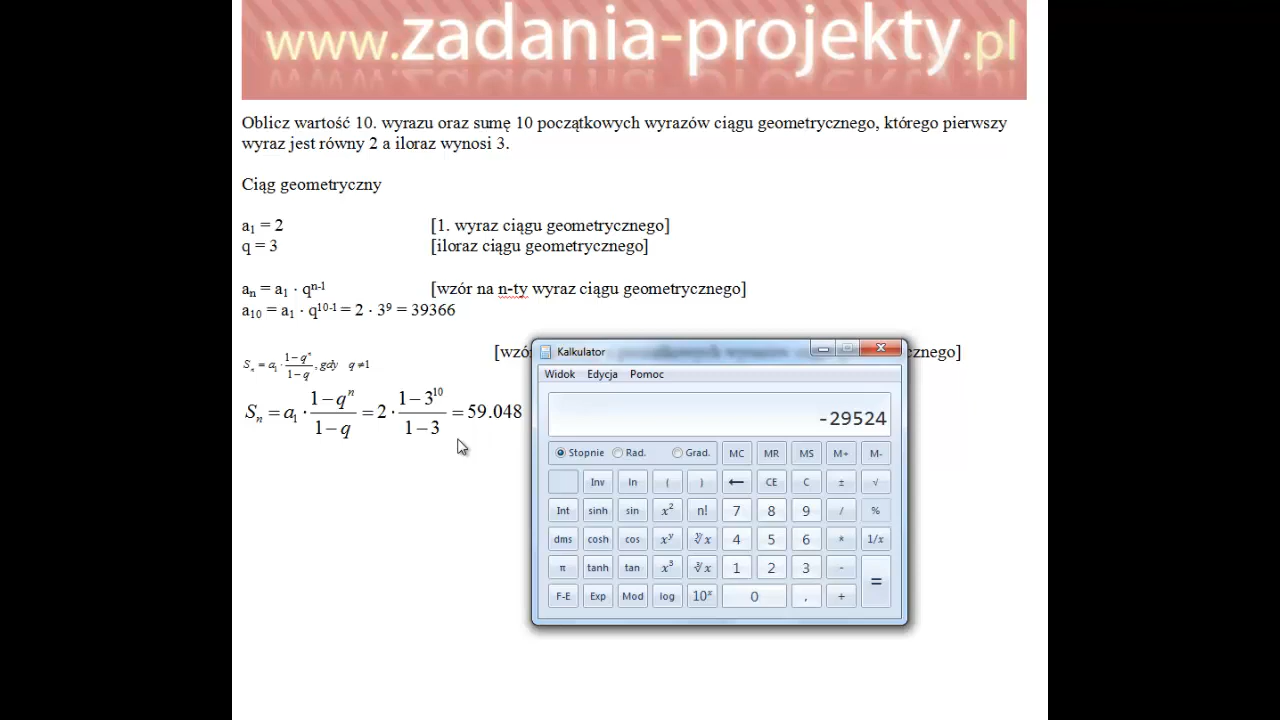 www.zadania-projekty.pl
Oblicz wartość 10. wyrazu oraz sumę 10 początkowych wyrazów ciągu geometrycznego, którego pierwszy
wyraz jest równy 2 a iloraz wynosi 3.
Ciąg geometryczny
a₁ = 2 [1. wyraz ciągu geometrycznego]
q = 3 [iloraz ciągu geometrycznego]
aₙ = a₁ · qⁿ⁻¹ [wzór na n-ty wyraz ciągu geometrycznego]
a₁₀ = a₁ · q¹⁰⁻¹ = 2 · 3⁹ = 39366
Sₙ = a₁ · (1 − qⁿ)/(1 − q), gdy q ≠ 1
Sₙ = a₁ · (1 − qⁿ)/(1 − q) = 2 · (1 − 3¹⁰)/(1 − 3) = 59.048
Kalkulator
Widok Edycja Pomoc
-29524
Stopnie Rad. Grad. MC MR MS M+ M-
Inv ln ( ) ← CE C ± √
Int sinh sin x² n! 7 8 9 / %
dms cosh cos xʸ ʸ√x 4 5 6 * 1/x
π tanh tan x³ ³√x 1 2 3 - =
F-E Exp Mod log 10ˣ 0 , +